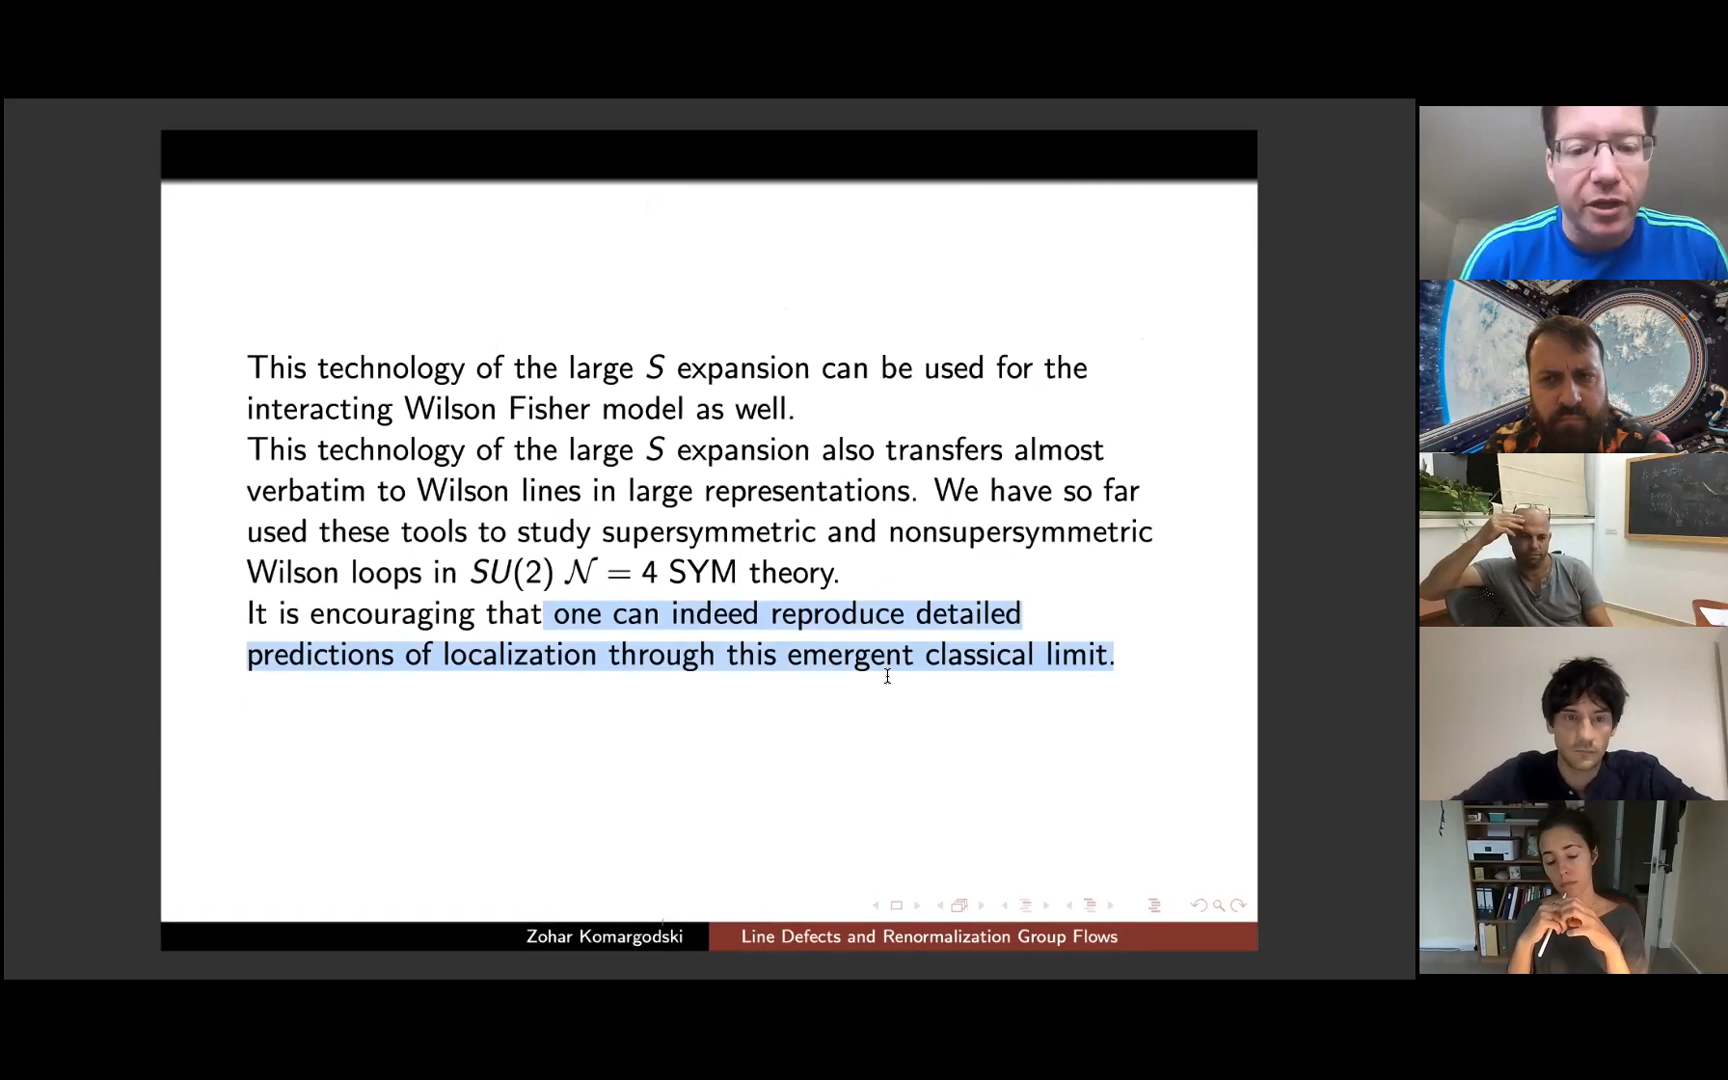 This technology of the large S expansion can be used for the
interacting Wilson Fisher model as well.
This technology of the large S expansion also transfers almost
verbatim to Wilson lines in large representations. We have so far
used these tools to study supersymmetric and nonsupersymmetric
Wilson loops in SU(2) 𝒩 = 4 SYM theory.
It is encouraging that one can indeed reproduce detailed
predictions of localization through this emergent classical limit.
Zohar Komargodski
Line Defects and Renormalization Group Flows